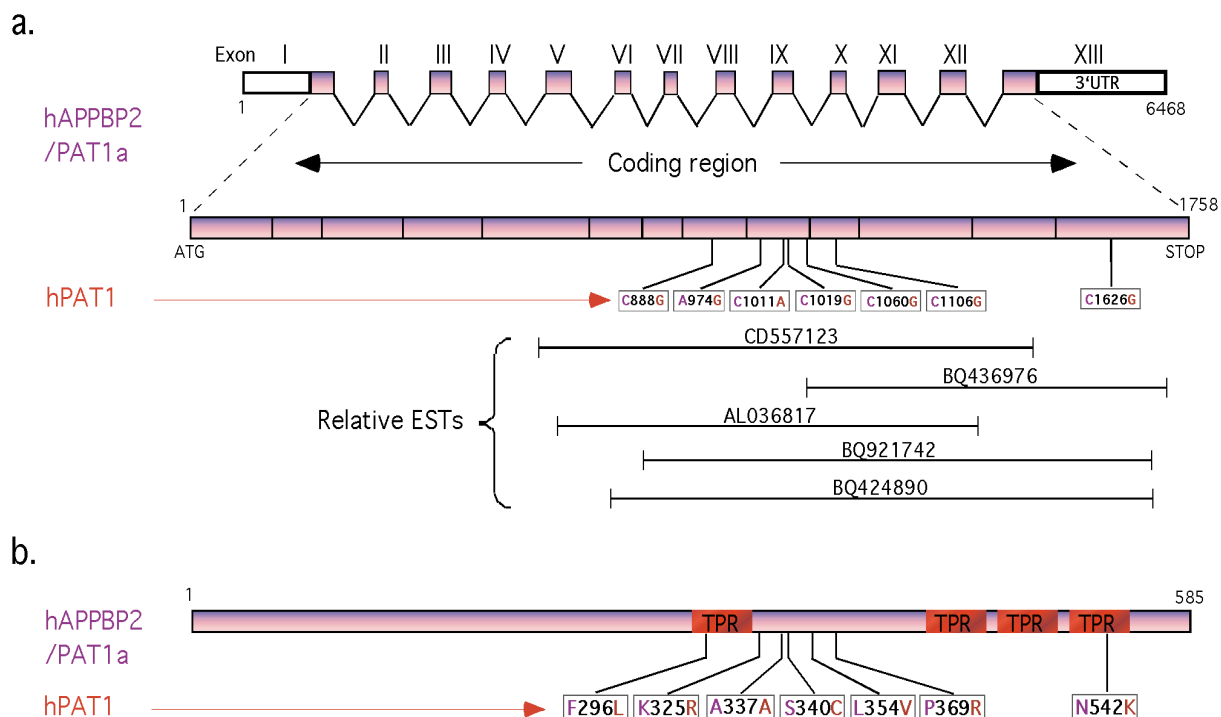 a.
Exon I II III IV V VI VII VIII IX X XI XII XIII
3'UTR
1 6468
hAPPBP2
/PAT1a
Coding region
1 1758
ATG STOP
hPAT1 C888G A974G C1011A C1019G C1060G C1106G C1626G
CD557123
BQ436976
Relative ESTs
AL036817
BQ921742
BQ424890
b.
1 585
hAPPBP2
/PAT1a
TPR TPR TPR TPR
hPAT1 F296L K325R A337A S340C L354V P369R N542K